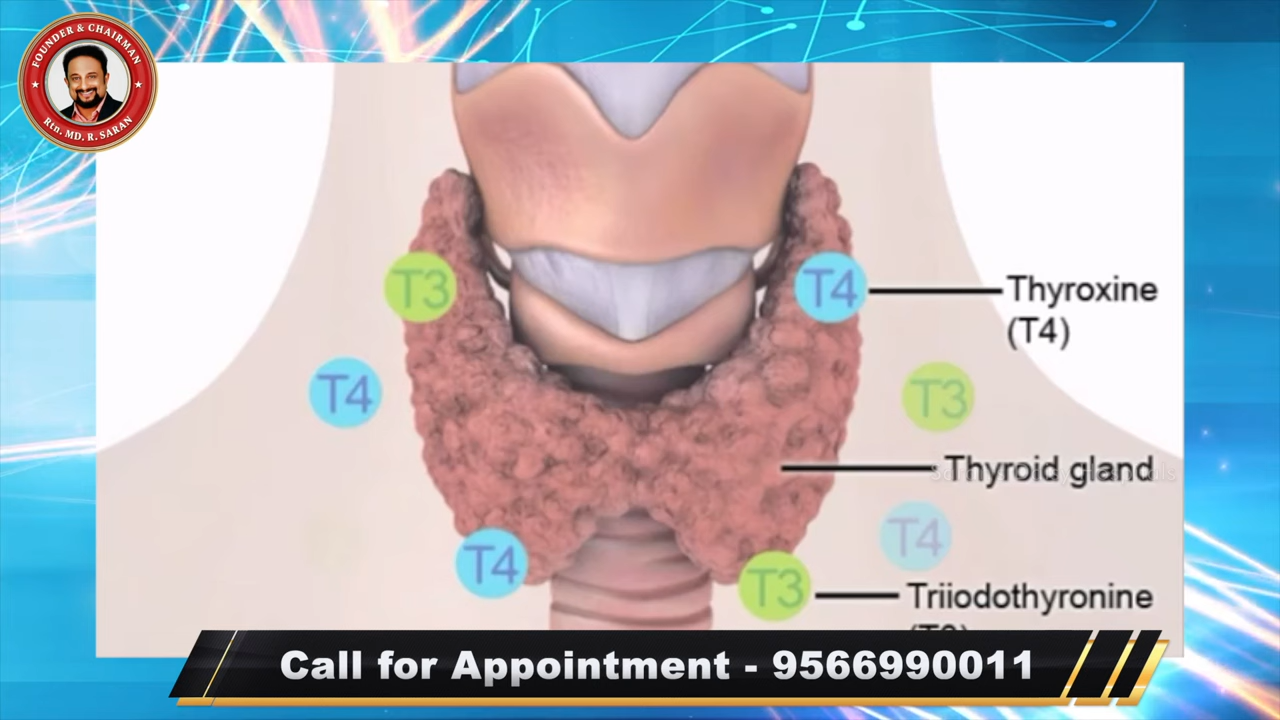 FOUNDER & CHAIRMAN
Rtn. MD. R. SARAN
T3
T4
Thyroxine
(T4)
T4
T3
Thyroid gland
T4
T4
T3
Triiodothyronine
Call for Appointment - 9566990011